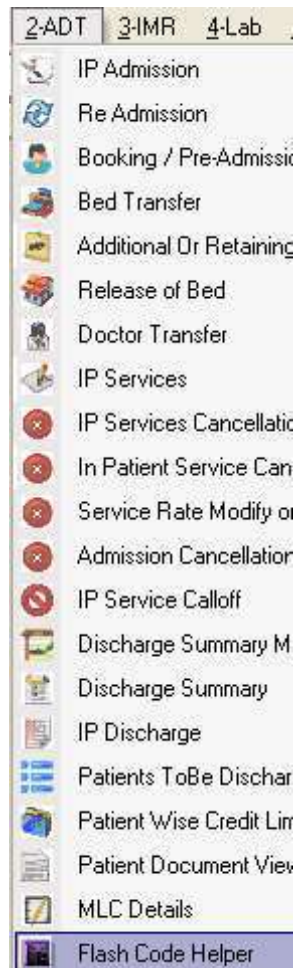 2-ADT 3-IMR 4-Lab
IP Admission
Re Admission
Booking / Pre-Admissio
Bed Transfer
Additional Or Retaining
Release of Bed
Doctor Transfer
IP Services
IP Services Cancellatio
In Patient Service Can
Service Rate Modify or
Admission Cancellation
IP Service Calloff
Discharge Summary M
Discharge Summary
IP Discharge
Patients ToBe Dischar
Patient Wise Credit Lim
Patient Document View
MLC Details
Flash Code Helper